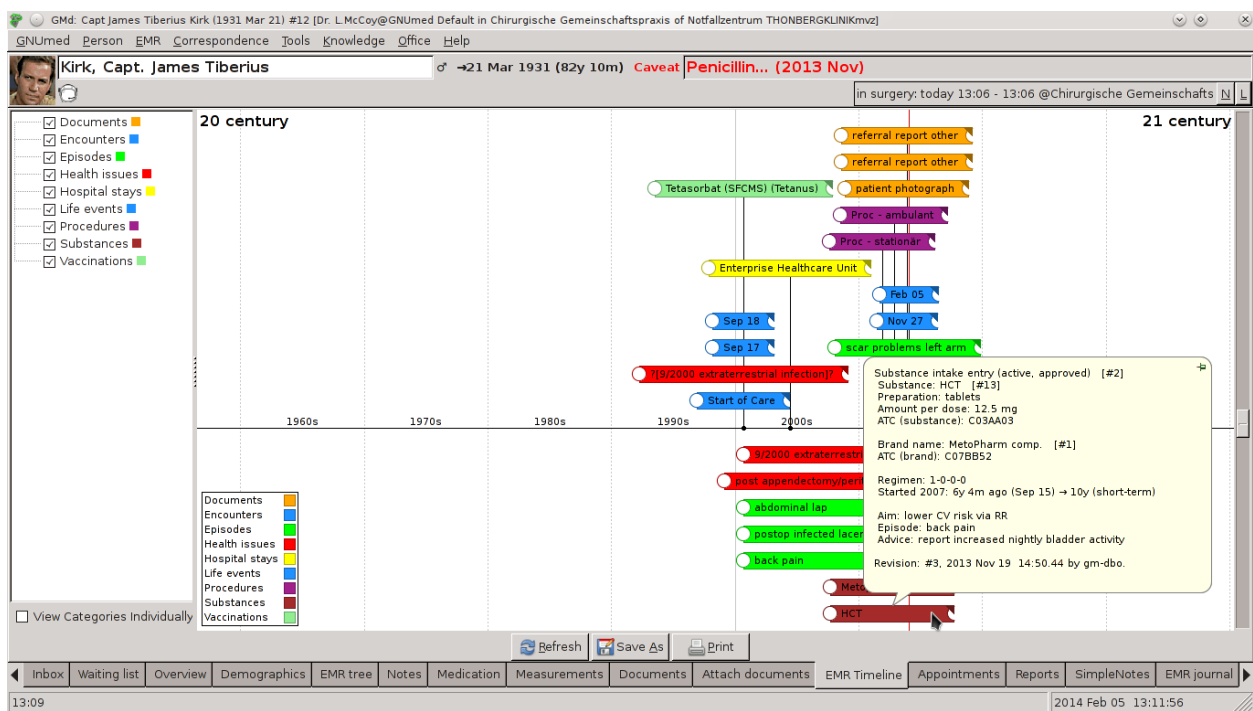 GMd: Capt James Tiberius Kirk (1931 Mar 21) #12 [Dr. L.McCoy@GNUmed Default in Chirurgische Gemeinschaftspraxis of Notfallzentrum THONBERGKLINIKmvz]
GNUmed Person EMR Correspondence Tools Knowledge Office Help
Kirk, Capt. James Tiberius ♂ →21 Mar 1931 (82y 10m) Caveat Penicillin... (2013 Nov)
in surgery: today 13:06 - 13:06 @Chirurgische Gemeinschafts N L
Documents
Encounters
Episodes
Health issues
Hospital stays
Life events
Procedures
Substances
Vaccinations
View Categories Individually
20 century 21 century
referral report other
referral report other
Tetasorbat (SFCMS) (Tetanus) patient photograph
Proc - ambulant
Proc - stationär
Enterprise Healthcare Unit
Feb 05
Sep 18 Nov 27
Sep 17 scar problems left arm
?[9/2000 extraterrestrial infection]?
Start of Care
1960s 1970s 1980s 1990s 2000s
9/2000 extraterrestri
post appendectomy/peri
abdominal lap
postop infected lacer
back pain
Meto
HCT
Documents
Encounters
Episodes
Health issues
Hospital stays
Life events
Procedures
Substances
Vaccinations
Substance intake entry (active, approved) [#2]
Substance: HCT [#13]
Preparation: tablets
Amount per dose: 12.5 mg
ATC (substance): C03AA03
Brand name: MetoPharm comp. [#1]
ATC (brand): C07BB52
Regimen: 1-0-0-0
Started 2007: 6y 4m ago (Sep 15) → 10y (short-term)
Aim: lower CV risk via RR
Episode: back pain
Advice: report increased nightly bladder activity
Revision: #3, 2013 Nov 19 14:50.44 by gm-dbo.
Refresh Save As Print
Inbox Waiting list Overview Demographics EMR tree Notes Medication Measurements Documents Attach documents EMR Timeline Appointments Reports SimpleNotes EMR journal
13:09 2014 Feb 05 13:11:56